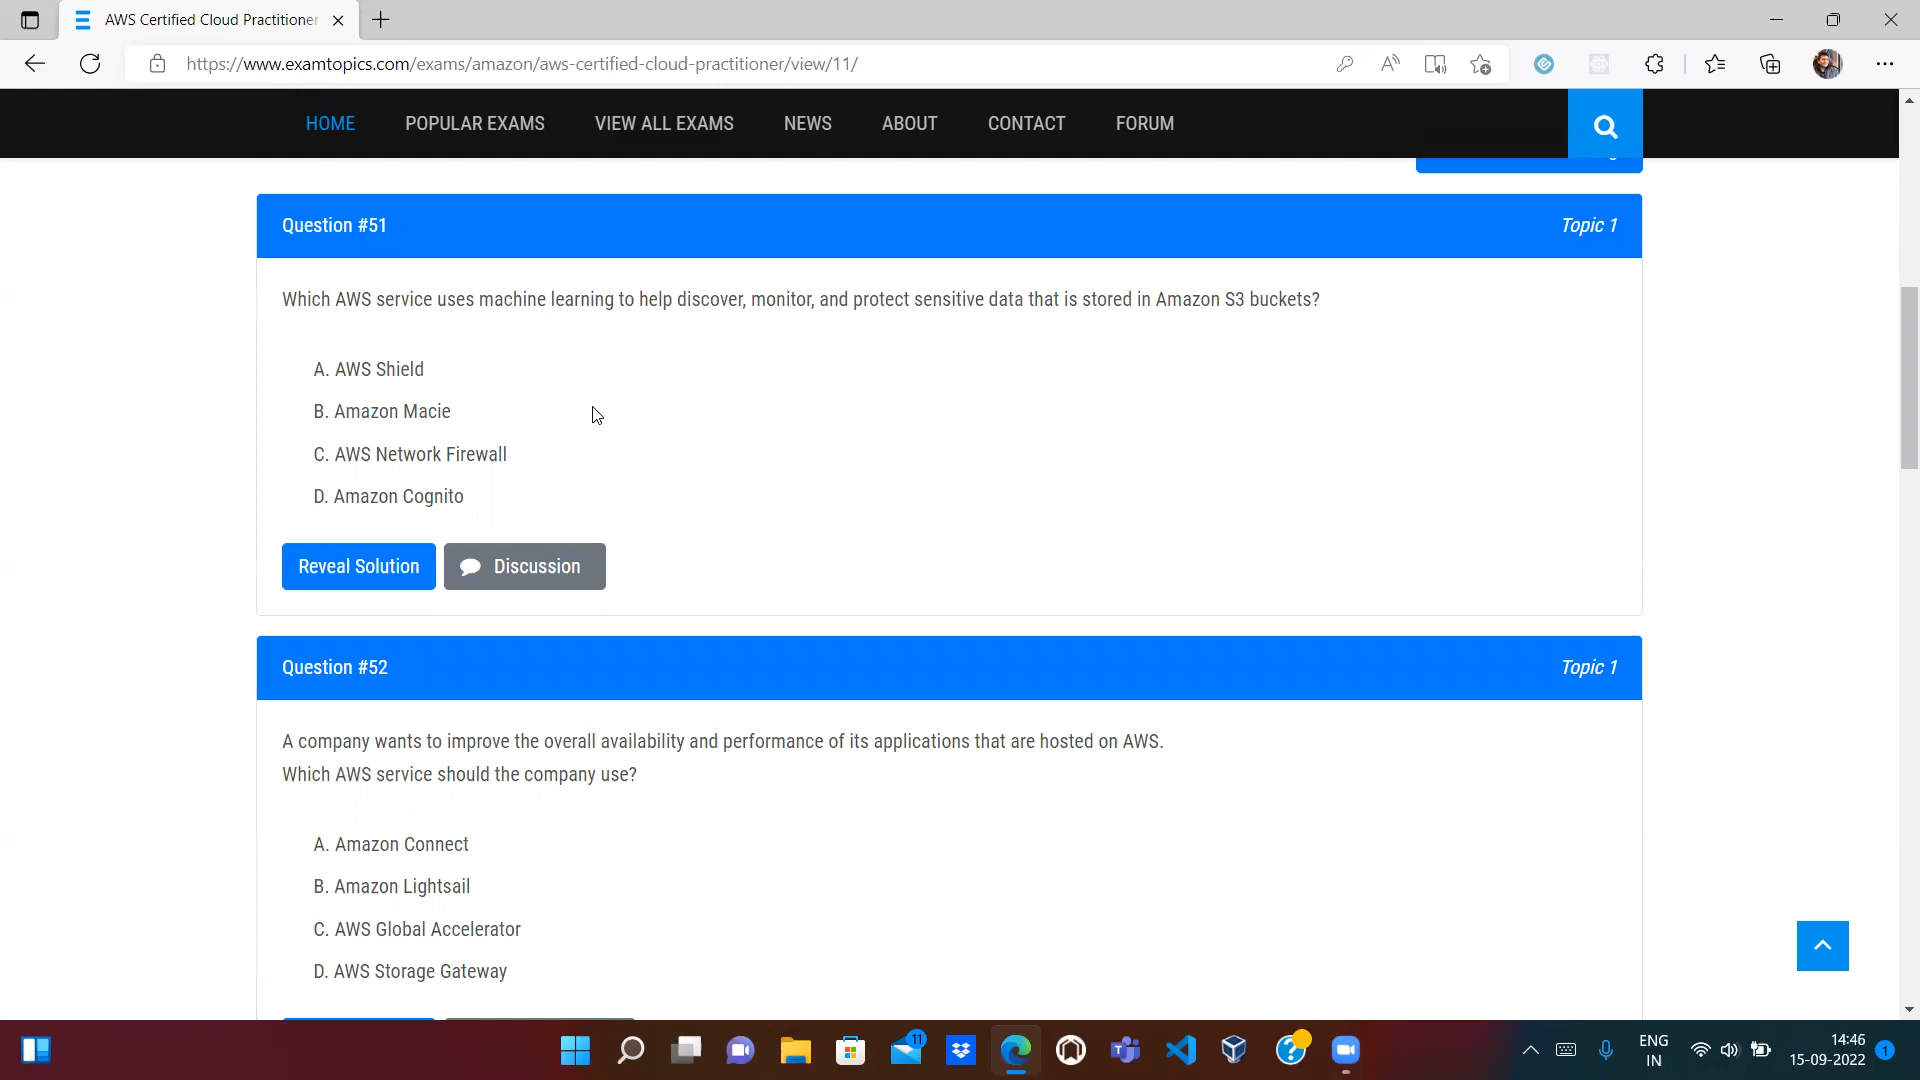 AWS Certified Cloud Practitioner
https://www.examtopics.com/exams/amazon/aws-certified-cloud-practitioner/view/11/
HOME
POPULAR EXAMS
VIEW ALL EXAMS
NEWS
ABOUT
CONTACT
FORUM
Question #51
Topic 1
Which AWS service uses machine learning to help discover, monitor, and protect sensitive data that is stored in Amazon S3 buckets?
A. AWS Shield
B. Amazon Macie
C. AWS Network Firewall
D. Amazon Cognito
Reveal Solution
Discussion
Question #52
Topic 1
A company wants to improve the overall availability and performance of its applications that are hosted on AWS.
Which AWS service should the company use?
A. Amazon Connect
B. Amazon Lightsail
C. AWS Global Accelerator
D. AWS Storage Gateway
11
ENG
IN
14:46
15-09-2022
1